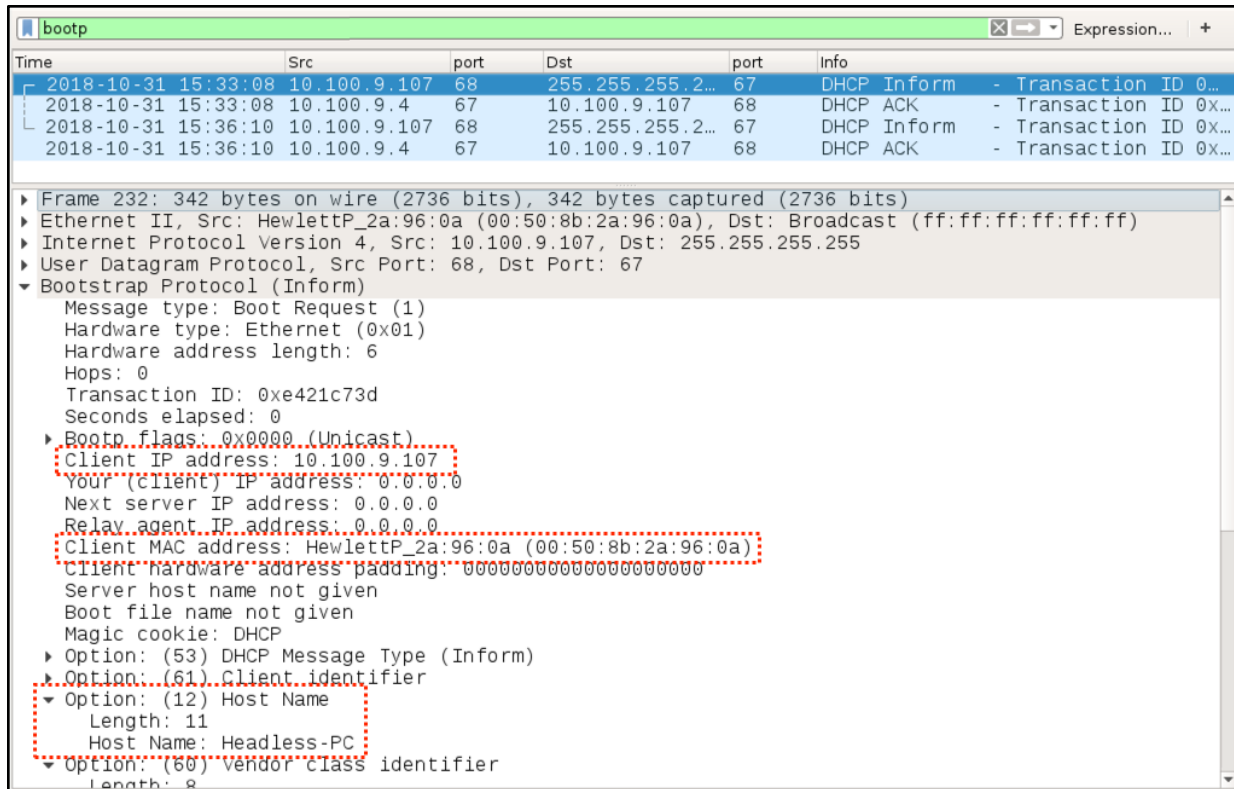 bootp Expression... +
Time Src port Dst port Info
2018-10-31 15:33:08 10.100.9.107 68 255.255.255.2… 67 DHCP Inform - Transaction ID 0…
2018-10-31 15:33:08 10.100.9.4 67 10.100.9.107 68 DHCP ACK - Transaction ID 0x…
2018-10-31 15:36:10 10.100.9.107 68 255.255.255.2… 67 DHCP Inform - Transaction ID 0x…
2018-10-31 15:36:10 10.100.9.4 67 10.100.9.107 68 DHCP ACK - Transaction ID 0x…
Frame 232: 342 bytes on wire (2736 bits), 342 bytes captured (2736 bits)
Ethernet II, Src: HewlettP_2a:96:0a (00:50:8b:2a:96:0a), Dst: Broadcast (ff:ff:ff:ff:ff:ff)
Internet Protocol Version 4, Src: 10.100.9.107, Dst: 255.255.255.255
User Datagram Protocol, Src Port: 68, Dst Port: 67
Bootstrap Protocol (Inform)
Message type: Boot Request (1)
Hardware type: Ethernet (0x01)
Hardware address length: 6
Hops: 0
Transaction ID: 0xe421c73d
Seconds elapsed: 0
Bootp flags: 0x0000 (Unicast)
Client IP address: 10.100.9.107
Your (client) IP address: 0.0.0.0
Next server IP address: 0.0.0.0
Relay agent IP address: 0.0.0.0
Client MAC address: HewlettP_2a:96:0a (00:50:8b:2a:96:0a)
Client hardware address padding: 00000000000000000000
Server host name not given
Boot file name not given
Magic cookie: DHCP
Option: (53) DHCP Message Type (Inform)
Option: (61) Client identifier
Option: (12) Host Name
Length: 11
Host Name: Headless-PC
Option: (60) Vendor class identifier
Length: 8